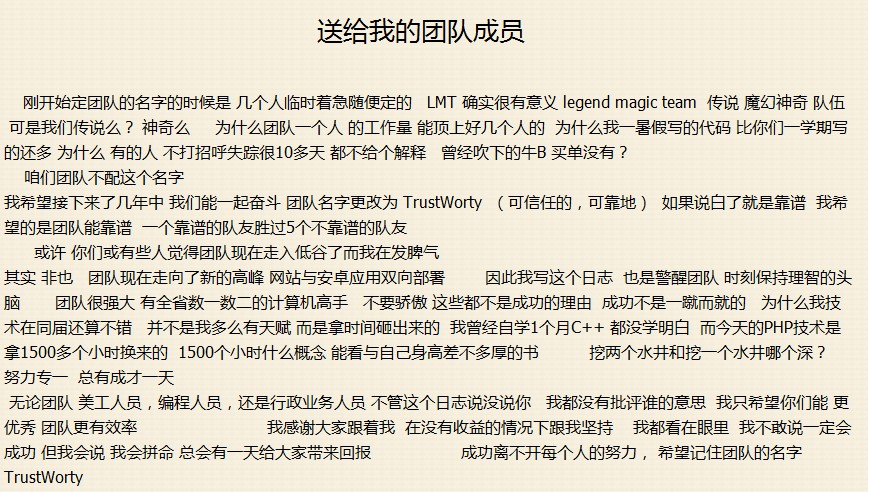 送给我的团队成员
刚开始定团队的名字的时候是 几个人临时着急随便定的 LMT 确实很有意义 legend magic team 传说 魔幻神奇 队伍
可是我们传说么？ 神奇么 为什么团队一个人 的工作量 能顶上好几个人的 为什么我一暑假写的代码 比你们一学期写
的还多 为什么 有的人 不打招呼失踪很10多天 都不给个解释 曾经吹下的牛B 买单没有？
咱们团队不配这个名字
我希望接下来了几年中 我们能一起奋斗 团队名字更改为 TrustWorty （可信任的，可靠地） 如果说白了就是靠谱 我希
望的是团队能靠谱 一个靠谱的队友胜过5个不靠谱的队友
或许 你们或有些人觉得团队现在走入低谷了而我在发脾气
其实 非也 团队现在走向了新的高峰 网站与安卓应用双向部署 因此我写这个日志 也是警醒团队 时刻保持理智的头
脑 团队很强大 有全省数一数二的计算机高手 不要骄傲 这些都不是成功的理由 成功不是一蹴而就的 为什么我技
术在同届还算不错 并不是我多么有天赋 而是拿时间砸出来的 我曾经自学1个月C++ 都没学明白 而今天的PHP技术是
拿1500多个小时换来的 1500个小时什么概念 能看与自己身高差不多厚的书 挖两个水井和挖一个水井哪个深？
努力专一 总有成才一天
无论团队 美工人员，编程人员，还是行政业务人员 不管这个日志说没说你 我都没有批评谁的意思 我只希望你们能 更
优秀 团队更有效率 我感谢大家跟着我 在没有收益的情况下跟我坚持 我都看在眼里 我不敢说一定会
成功 但我会说 我会拼命 总会有一天给大家带来回报 成功离不开每个人的努力， 希望记住团队的名字
TrustWorty